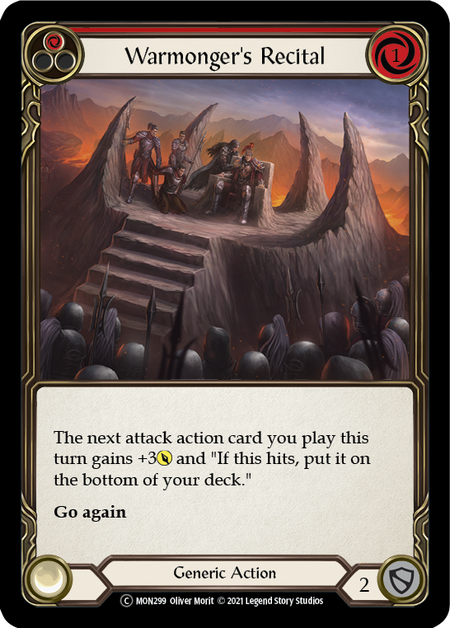 Warmonger's Recital
1
The next attack action card you play this
turn gains +3 and "If this hits, put it on
the bottom of your deck."
Go again
Generic Action
2
C MON299 Oliver Morit © 2021 Legend Story Studios